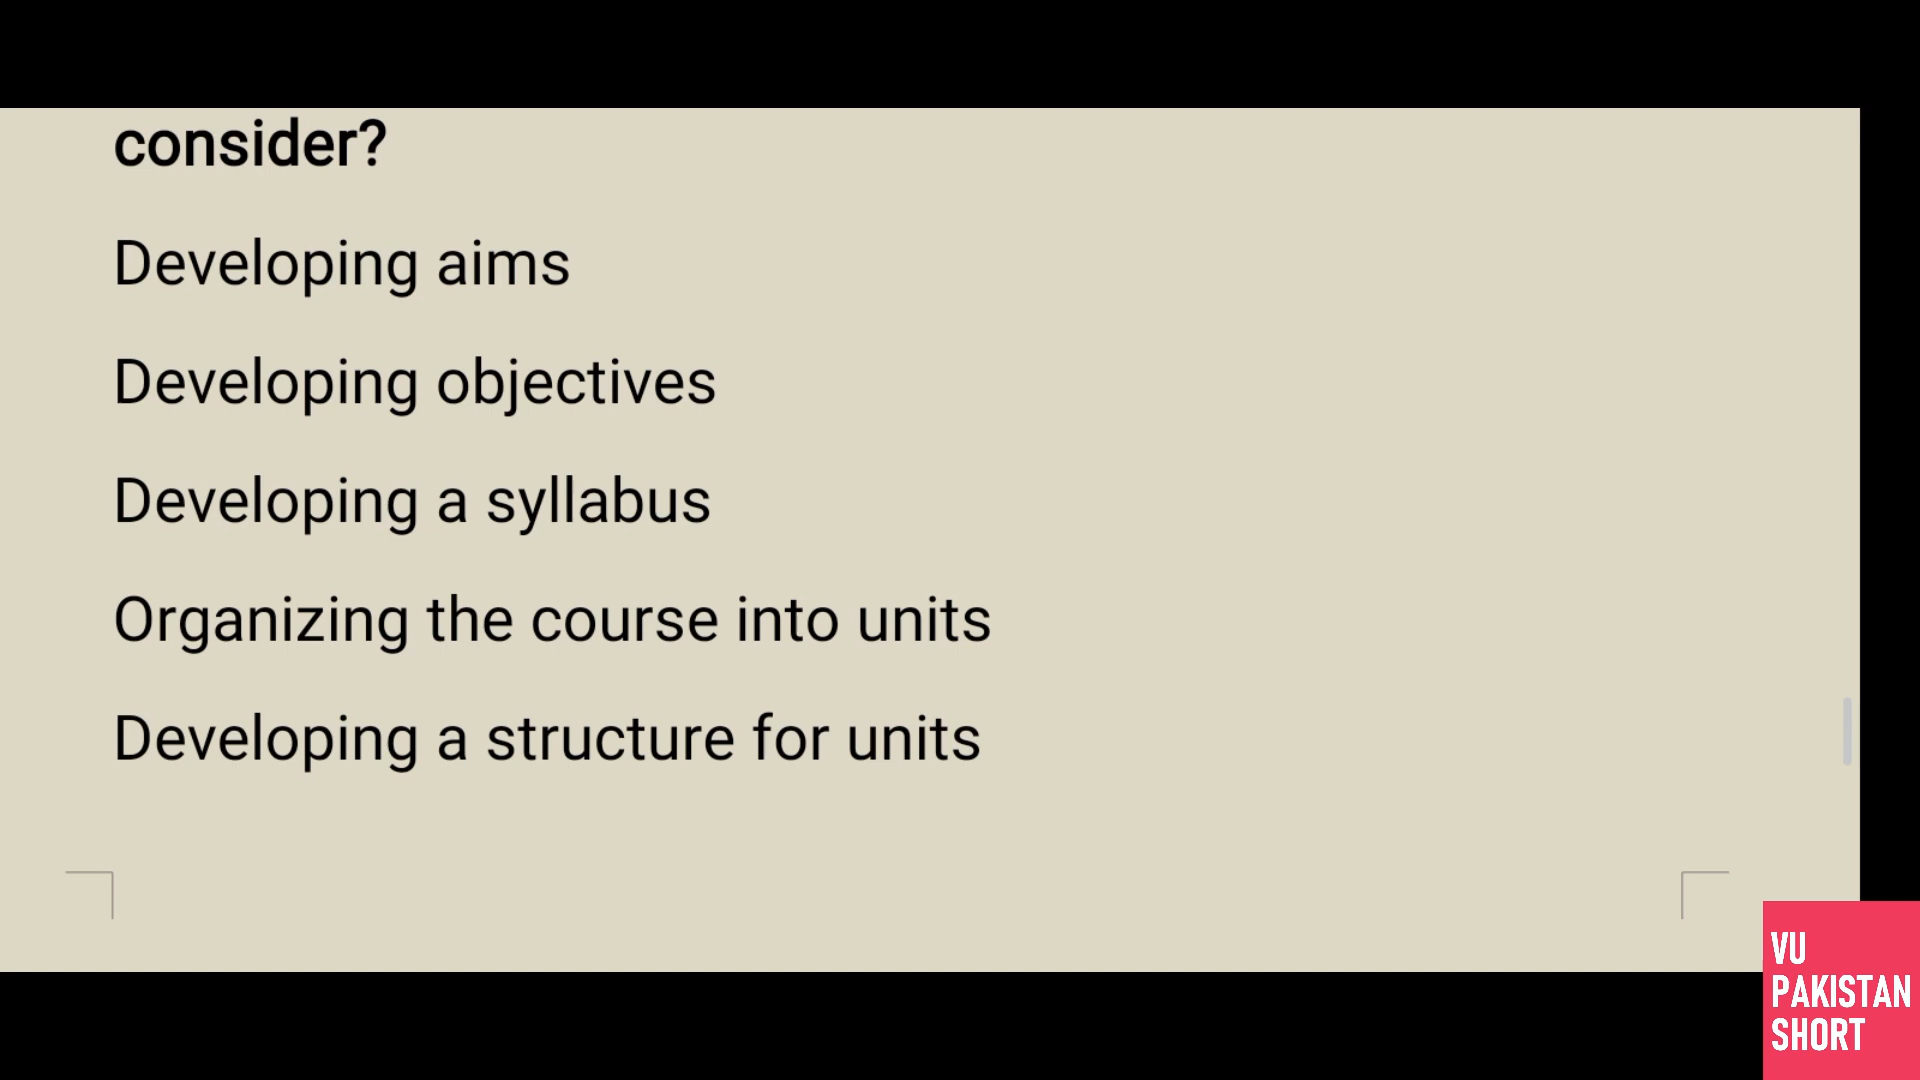 consider?
Developing aims
Developing objectives
Developing a syllabus
Organizing the course into units
Developing a structure for units
VU
PAKISTAN
SHORT